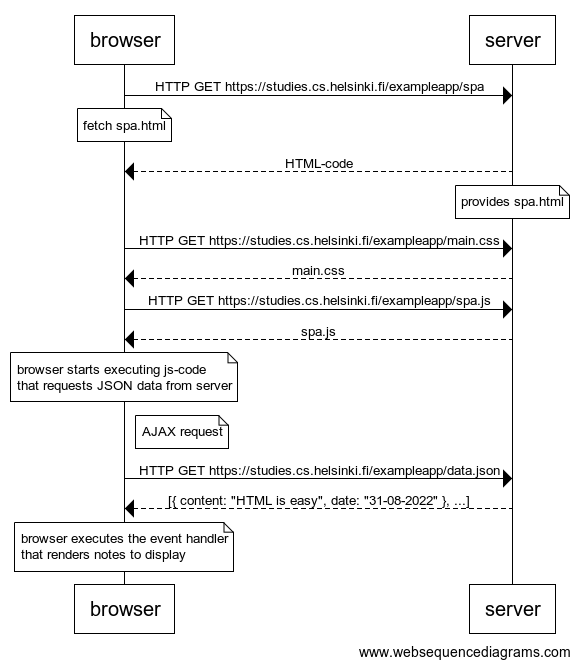 browser
server
HTTP GET https://studies.cs.helsinki.fi/exampleapp/spa
fetch spa.html
HTML-code
provides spa.html
HTTP GET https://studies.cs.helsinki.fi/exampleapp/main.css
main.css
HTTP GET https://studies.cs.helsinki.fi/exampleapp/spa.js
spa.js
browser starts executing js-code
that requests JSON data from server
AJAX request
HTTP GET https://studies.cs.helsinki.fi/exampleapp/data.json
[{ content: "HTML is easy", date: "31-08-2022" }, ...]
browser executes the event handler
that renders notes to display
browser
server
www.websequencediagrams.com